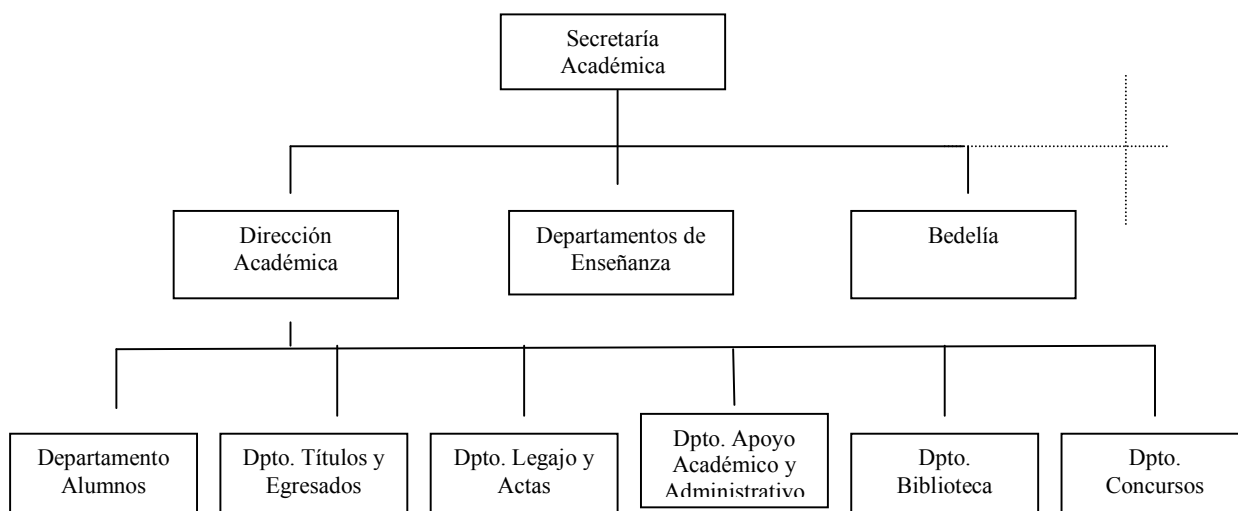 Secretaría
Académica
Dirección
Académica
Departamentos de
Enseñanza
Bedelía
Departamento
Alumnos
Dpto. Títulos y
Egresados
Dpto. Legajo y
Actas
Dpto. Apoyo
Académico y
Administrativo
Dpto.
Biblioteca
Dpto.
Concursos